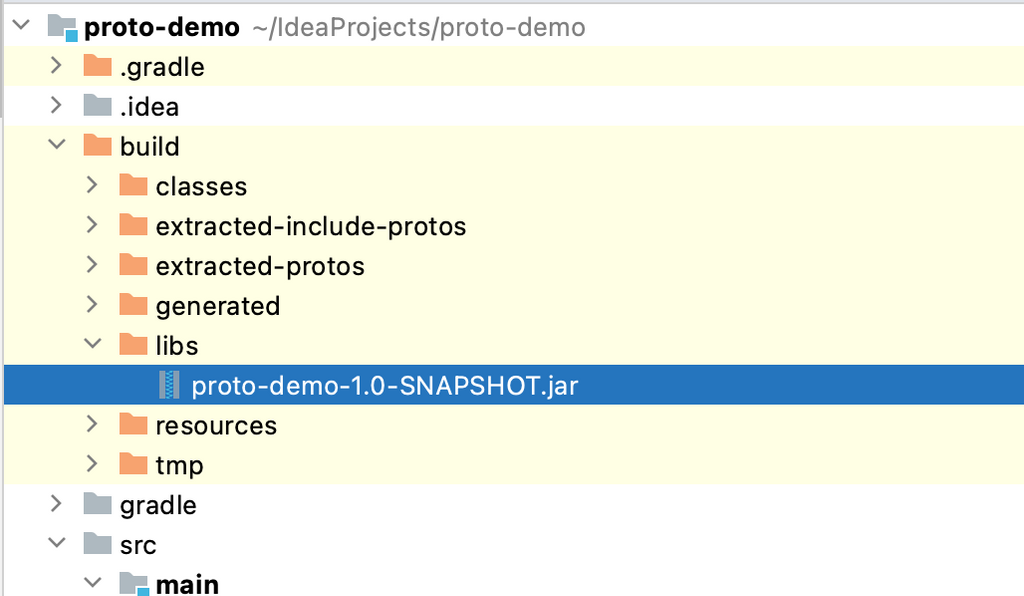 proto-demo ~/IdeaProjects/proto-demo
.gradle
.idea
build
classes
extracted-include-protos
extracted-protos
generated
libs
proto-demo-1.0-SNAPSHOT.jar
resources
tmp
gradle
src
main